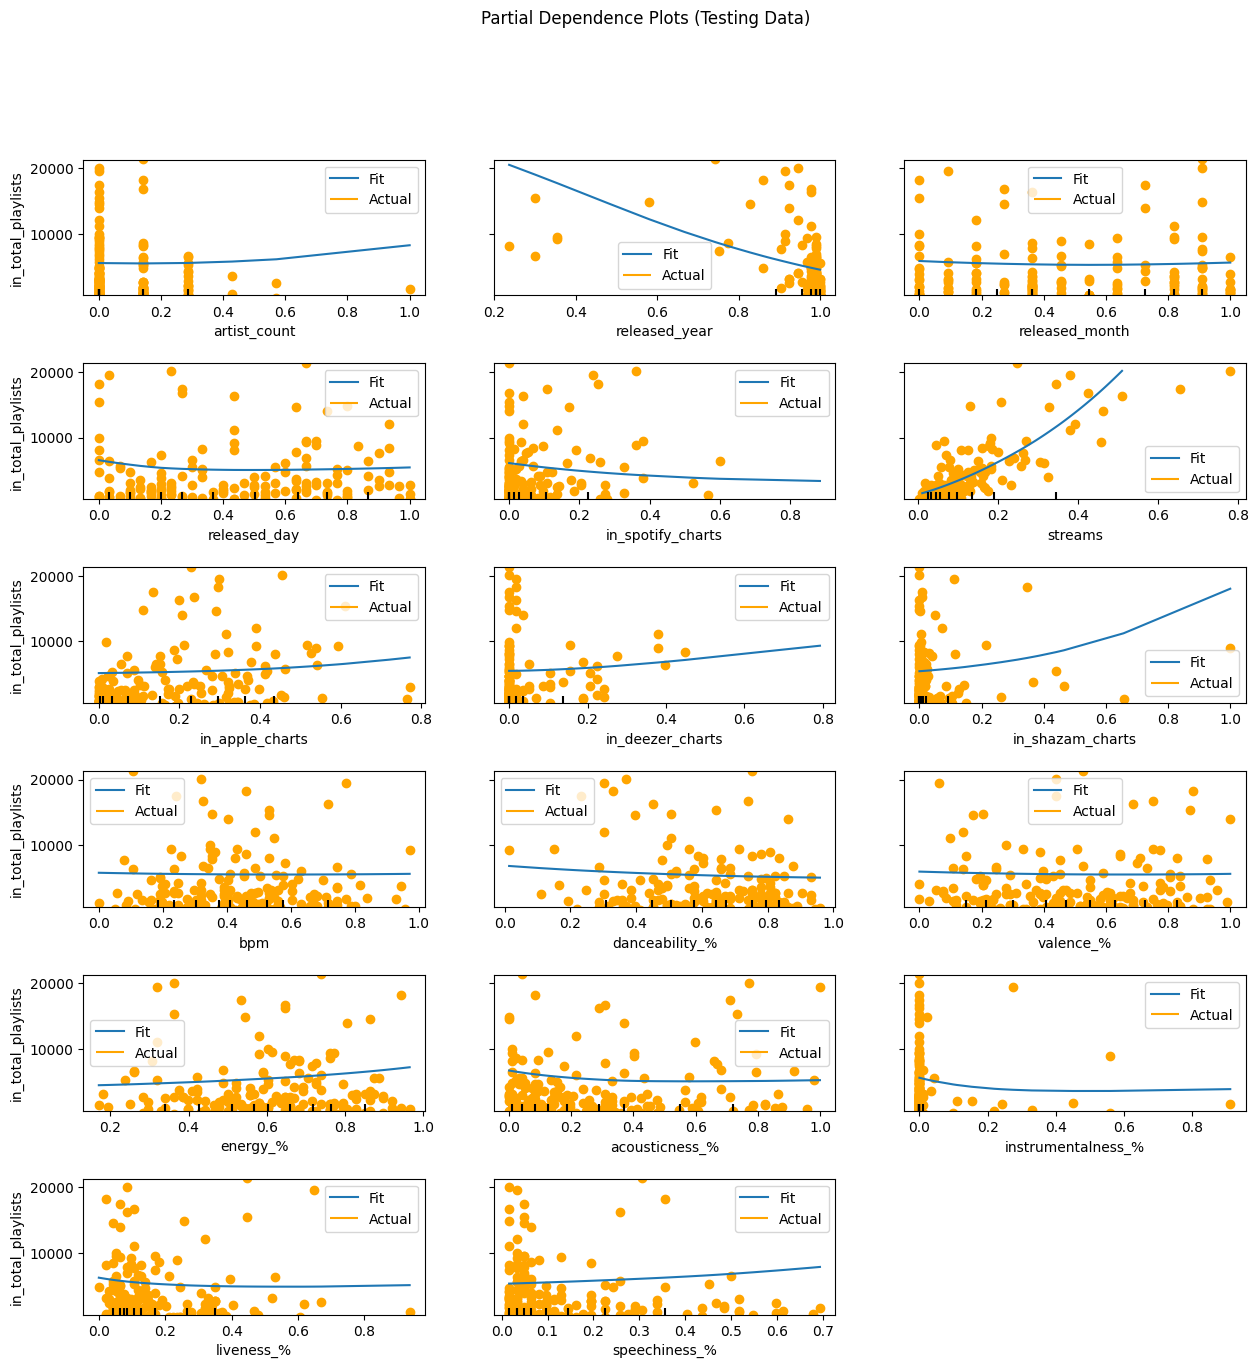 Partial Dependence Plots (Testing Data)
in_total_playlists
20000
10000
Fit
Actual
0.0 0.2 0.4 0.6 0.8 1.0
artist_count
Fit
Actual
0.2 0.4 0.6 0.8 1.0
released_year
Fit
Actual
0.0 0.2 0.4 0.6 0.8 1.0
released_month
in_total_playlists
20000
10000
Fit
Actual
0.0 0.2 0.4 0.6 0.8 1.0
released_day
Fit
Actual
0.0 0.2 0.4 0.6 0.8
in_spotify_charts
Fit
Actual
0.0 0.2 0.4 0.6 0.8
streams
in_total_playlists
20000
10000
Fit
Actual
0.0 0.2 0.4 0.6 0.8
in_apple_charts
Fit
Actual
0.0 0.2 0.4 0.6 0.8
in_deezer_charts
Fit
Actual
0.0 0.2 0.4 0.6 0.8 1.0
in_shazam_charts
in_total_playlists
20000
10000
Fit
Actual
0.0 0.2 0.4 0.6 0.8 1.0
bpm
Fit
Actual
0.0 0.2 0.4 0.6 0.8 1.0
danceability_%
Fit
Actual
0.0 0.2 0.4 0.6 0.8 1.0
valence_%
in_total_playlists
20000
10000
Fit
Actual
0.2 0.4 0.6 0.8 1.0
energy_%
Fit
Actual
0.0 0.2 0.4 0.6 0.8 1.0
acousticness_%
Fit
Actual
0.0 0.2 0.4 0.6 0.8
instrumentalness_%
in_total_playlists
20000
10000
Fit
Actual
0.0 0.2 0.4 0.6 0.8
liveness_%
Fit
Actual
0.0 0.1 0.2 0.3 0.4 0.5 0.6 0.7
speechiness_%